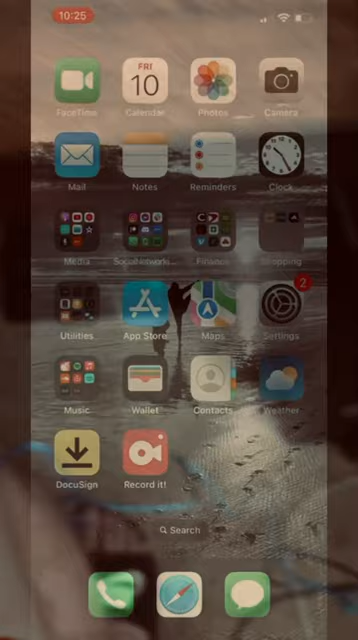 10:25
FRI
10
FaceTime Calendar Photos Camera
Mail Notes Reminders Clock
Media SocialNetwork... Finance Shopping
2
Utilities App Store Maps Settings
Music Wallet Contacts Weather
DocuSign Record it!
Search